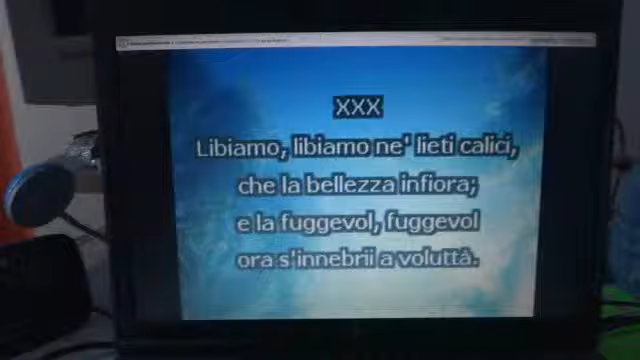 XXX
Libiamo, libiamo ne' lieti calici,
che la bellezza infiora;
e la fuggevol, fuggevol
ora s'innebrii a voluttà.